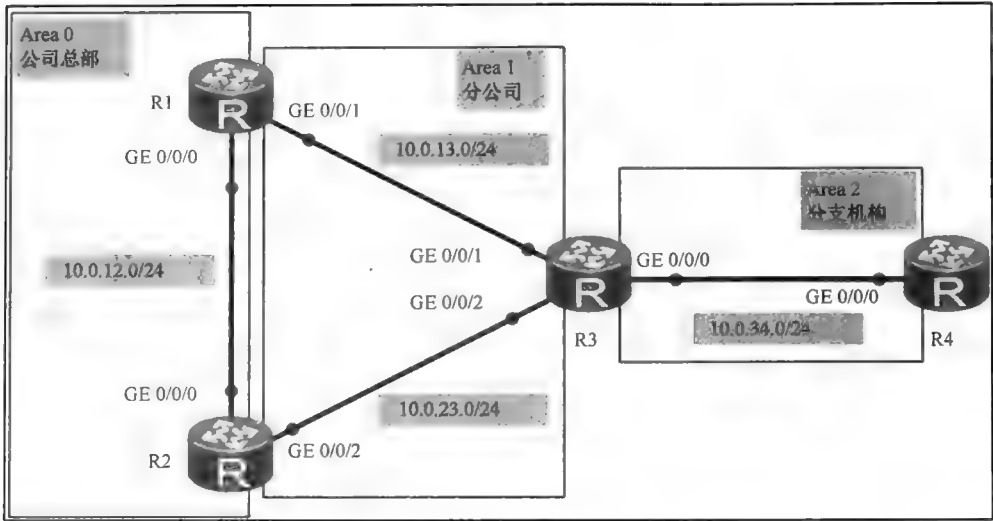 Area 0
公司总部
R1
GE 0/0/1
GE 0/0/0
Area 1
分公司
10.0.13.0/24
10.0.12.0/24
Area 2
分支机构
GE 0/0/1
GE 0/0/0
GE 0/0/2
GE 0/0/0
R3
10.0.34.0/24
R4
GE 0/0/0
10.0.23.0/24
GE 0/0/2
R2
R
R
R
R